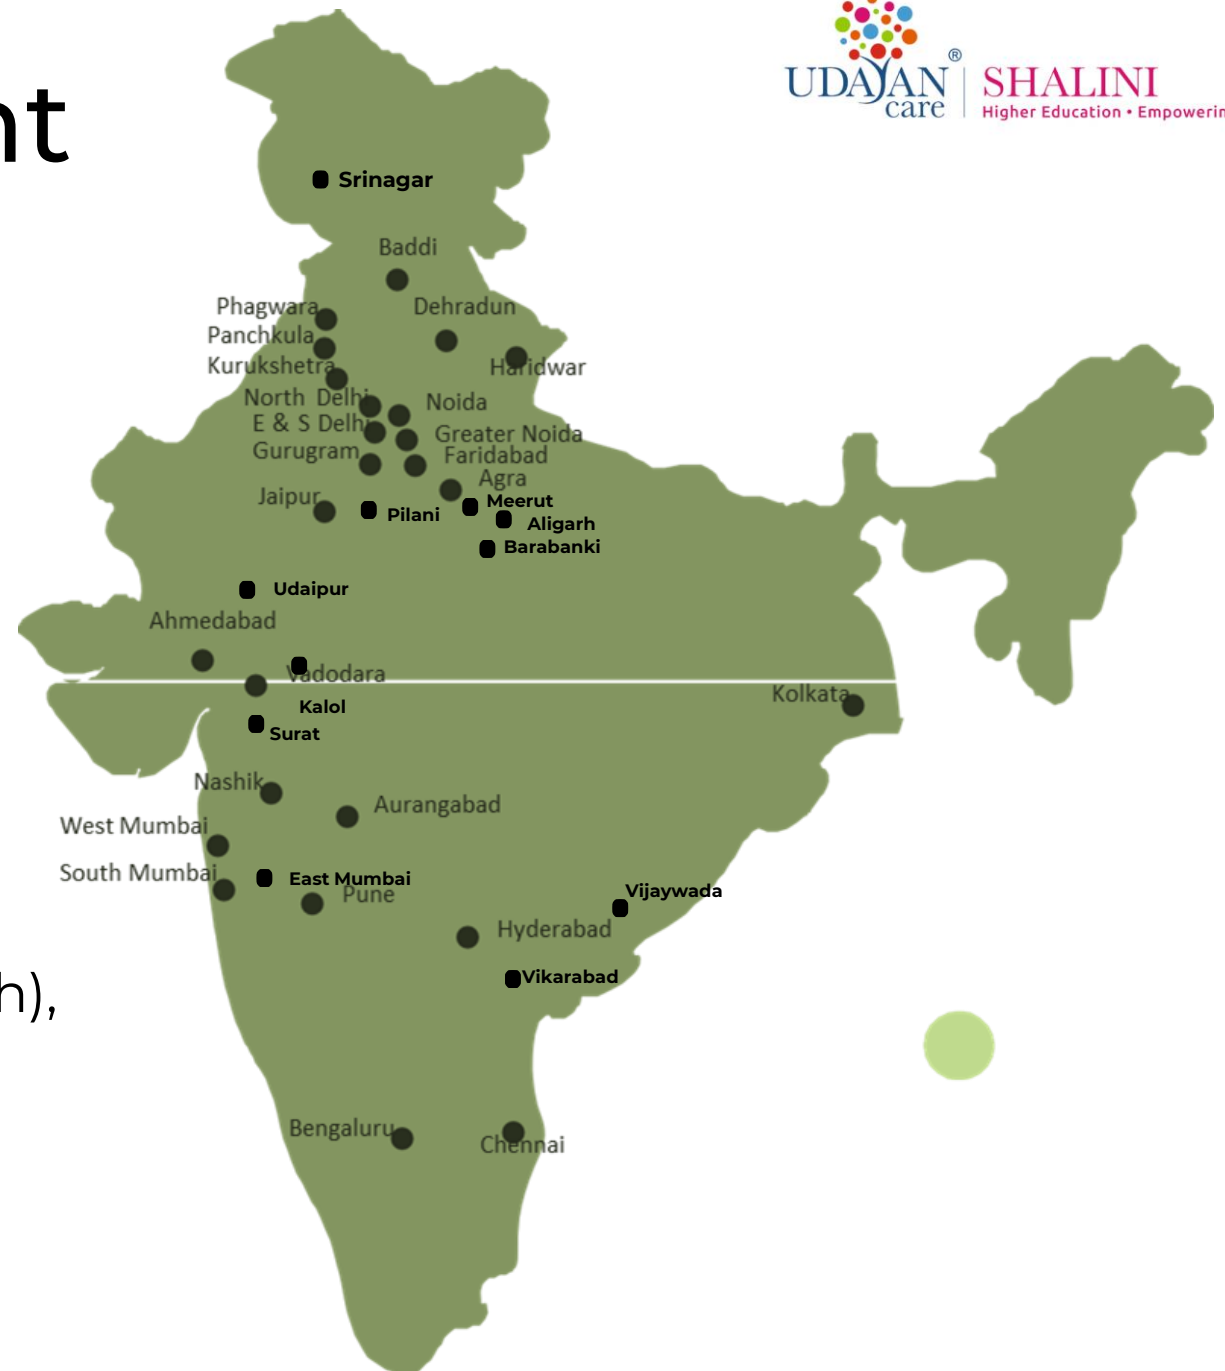 UDAYAN
care
®
SHALINI
Higher Education • Empowerin
nt
Srinagar
Baddi
Phagwara
Dehradun
Panchkula
Kurukshetra
Haridwar
North Delhi
Noida
E & S Delhi
Greater Noida
Gurugram
Faridabad
Agra
Jaipur
Meerut
Pilani
Aligarh
Barabanki
Udaipur
Ahmedabad
Vadodara
Kolkata
Kalol
Surat
Nashik
Aurangabad
West Mumbai
South Mumbai
East Mumbai
Pune
Vijaywada
Hyderabad
Vikarabad
h),
Bengaluru
Chennai